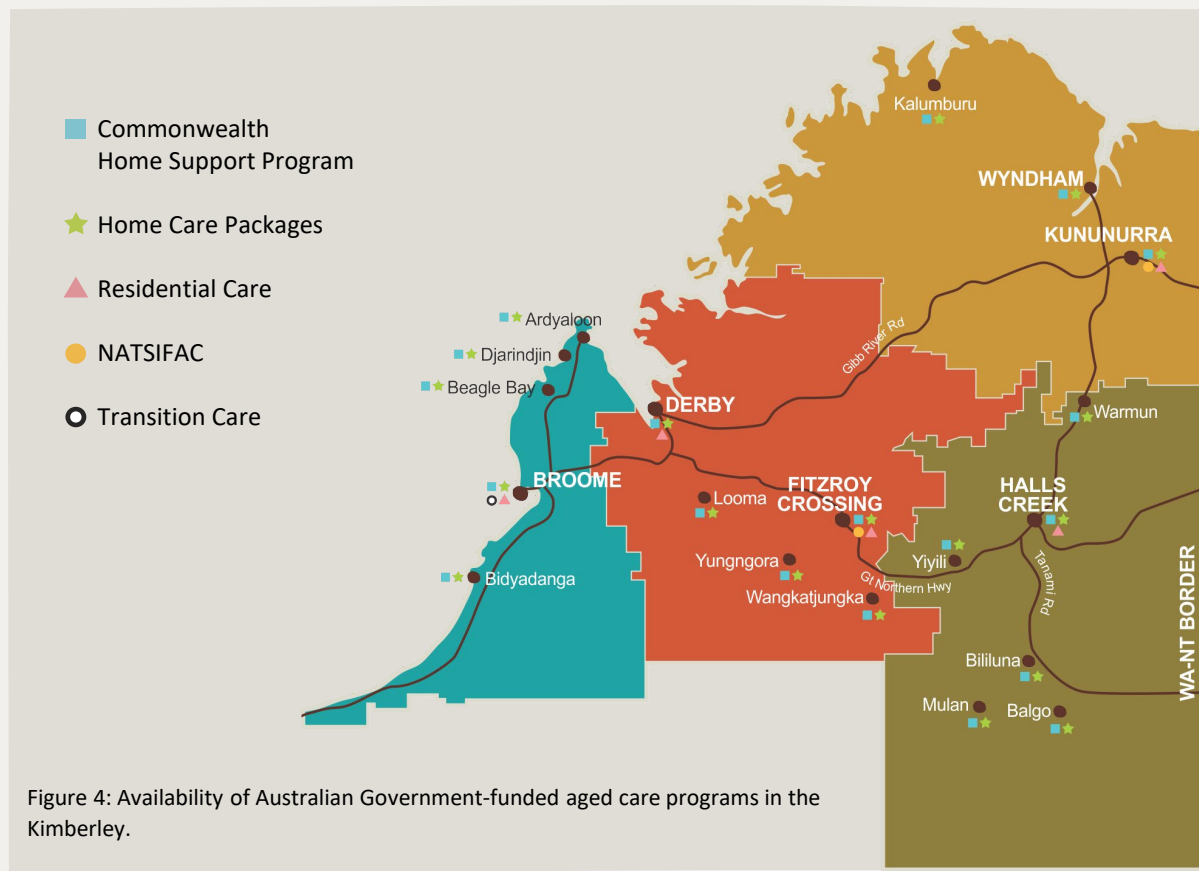 Commonwealth
Home Support Program
Home Care Packages
Residential Care
NATSIFAC
Transition Care
Kalumburu
WYNDHAM
KUNUNURRA
Ardyaloon
Djarindjin
Beagle Bay
Gibb River Rd
DERBY
Warmun
BROOME
Looma
FITZROY
CROSSING
HALLS
CREEK
Yungngora
Yiyili
Bidyadanga
Wangkatjungka
Gt Northern Hwy
Tanami Rd
WA-NT BORDER
Bililuna
Mulan
Balgo
Figure 4: Availability of Australian Government-funded aged care programs in the
Kimberley.